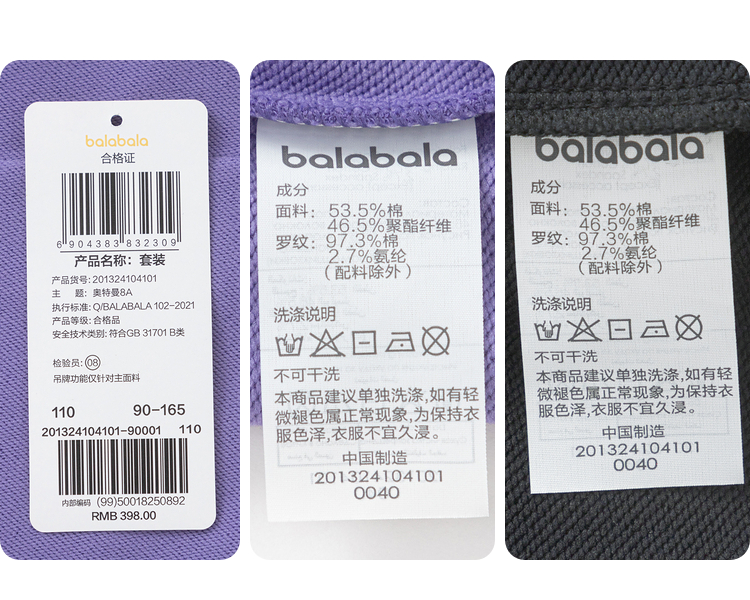 balabala
合格证
6 904383 832309
产品名称: 套装
产品货号: 201324104101
主　题: 奥特曼8A
执行标准: Q/BALABALA 102-2021
产品等级: 合格品
安全技术类别: 符合GB 31701 B类
检验员: 08
吊牌功能仅针对主面料
110 90-165
201324104101-90001 110
内部编码 (99)50018250892
RMB 398.00
balabala
成分
面料: 53.5%棉
46.5%聚酯纤维
罗纹: 97.3%棉
2.7%氨纶
(配料除外)
洗涤说明
不可干洗
本商品建议单独洗涤,如有轻
微褪色属正常现象,为保持衣
服色泽,衣服不宜久浸。
中国制造
201324104101
0040
balabala
成分
面料: 53.5%棉
46.5%聚酯纤维
罗纹: 97.3%棉
2.7%氨纶
(配料除外)
洗涤说明
不可干洗
本商品建议单独洗涤,如有轻
微褪色属正常现象,为保持衣
服色泽,衣服不宜久浸。
中国制造
201324104101
0040